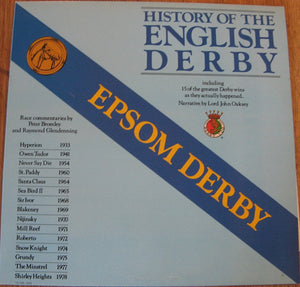 HISTORY OF THE
ENGLISH
DERBY
including
15 of the greatest Derby wins
as they actually happened.
Narrative by Lord John Oaksey
EPSOM DERBY
Race commentaries by
Peter Bromley
and Raymond Glendenning
Hyperion 1933
Owen Tudor 1941
Never Say Die 1954
St. Paddy 1960
Santa Claus 1964
Sea Bird II 1965
Sir Ivor 1968
Blakeney 1969
Nijinsky 1970
Mill Reef 1971
Roberto 1972
Snow Knight 1974
Grundy 1975
The Minstrel 1977
Shirley Heights 1978